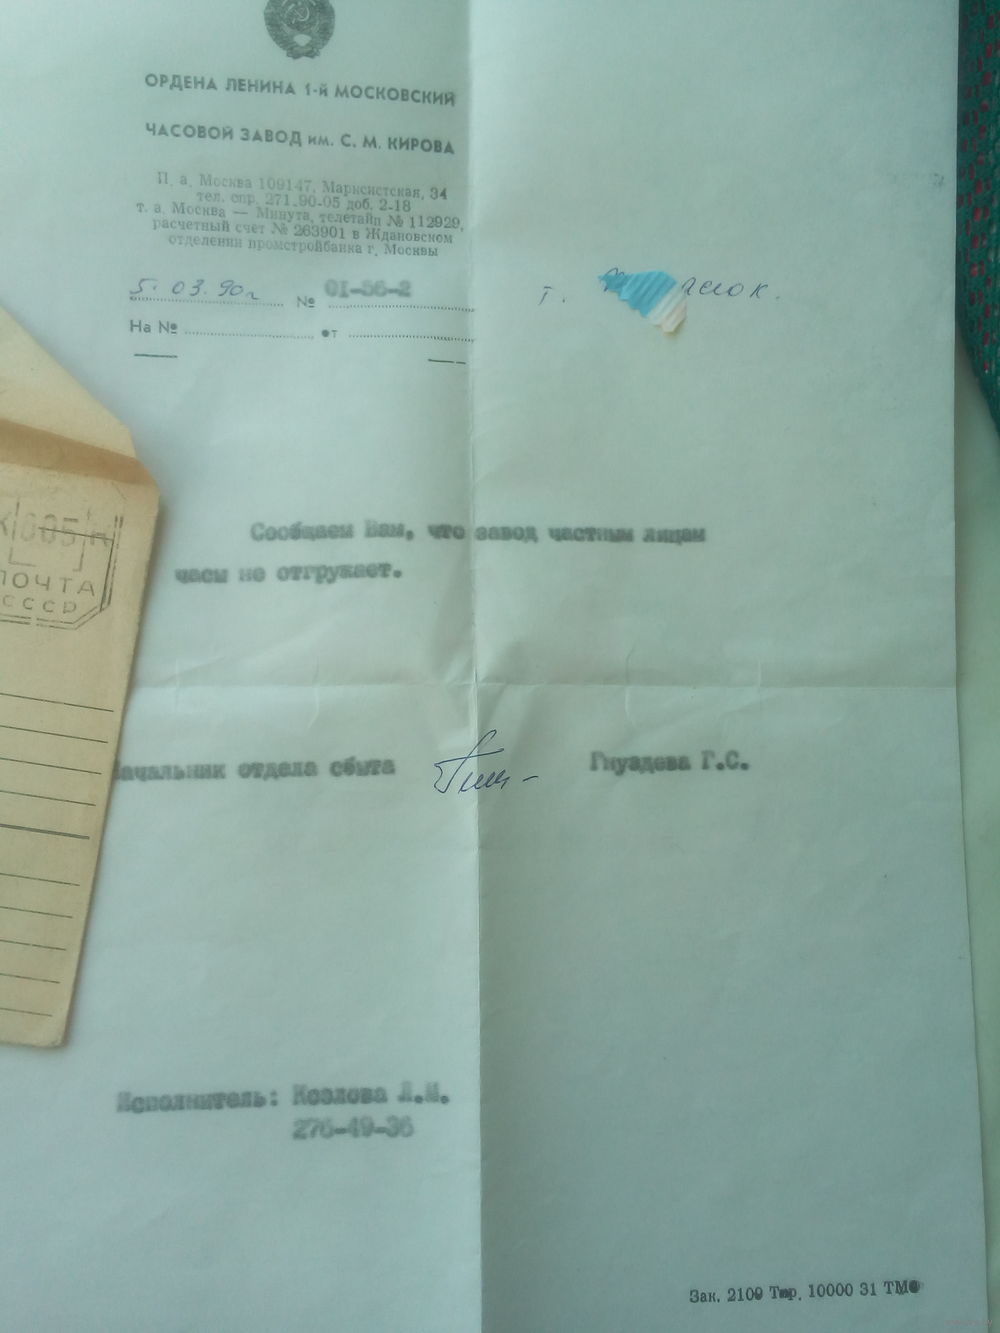 ОРДЕНА ЛЕНИНА 1-й МОСКОВСКИЙ
ЧАСОВОЙ ЗАВОД им. С. М. КИРОВА
П. а. Москва 109147, Марксистская, 34
тел. спр. 271-90-05 доб. 2-18
т. а. Москва — Минута, телетайп № 112929,
расчетный счет № 263901 в Ждановском
отделении промстройбанка г. Москвы
5. 03. 90г № 01-56-2
т.
На № от
005
ПОЧТА
СССР
Сообщаем Вам, что завод частным лицам
часы не отгружает.
Начальник отдела сбыта Гнуздева Г.С.
Исполнитель: Козлова Л.М.
276-49-36
Зак. 2109 Тир. 10000 31 ТМФ